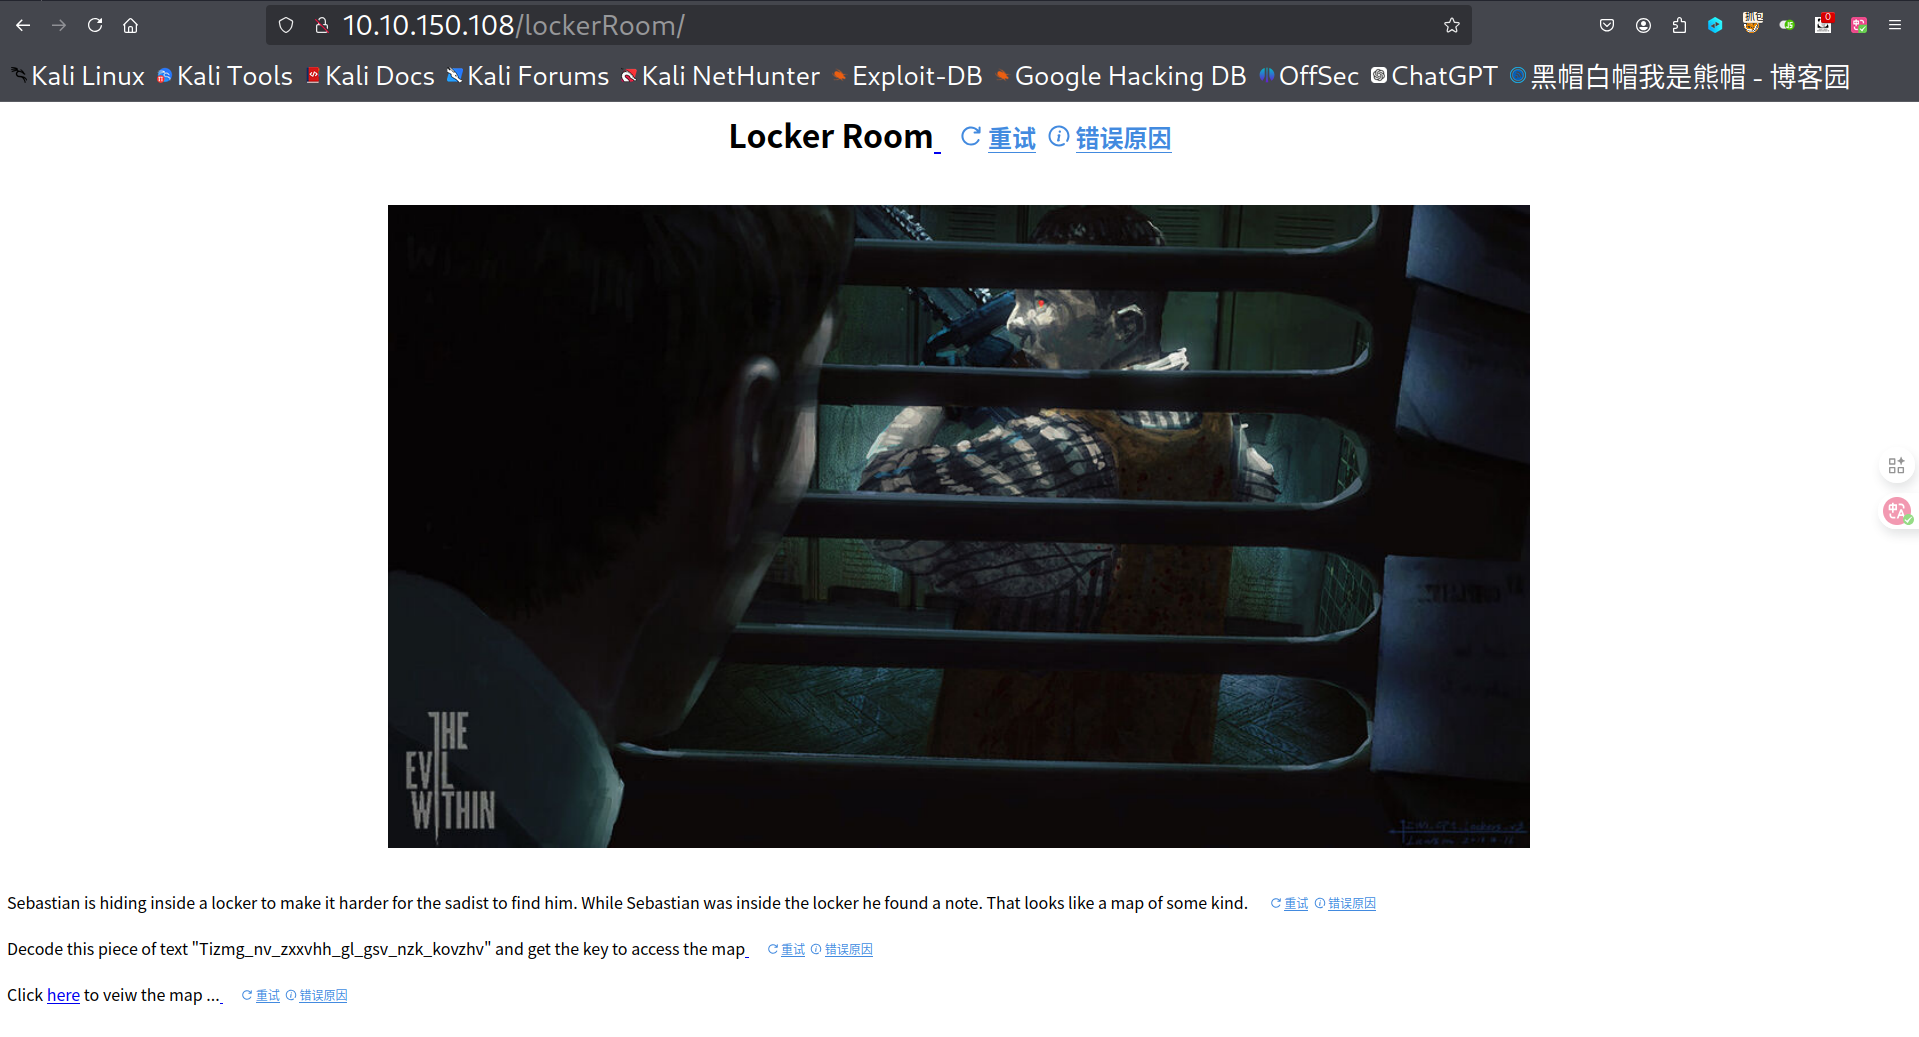 10.10.150.108/lockerRoom/
0
Kali Linux Kali Tools Kali Docs Kali Forums Kali NetHunter Exploit-DB Google Hacking DB OffSec ChatGPT 黑帽白帽我是熊帽 - 博客园
Locker Room 重试 错误原因
THE
EVIL
WITHIN
Sebastian is hiding inside a locker to make it harder for the sadist to find him. While Sebastian was inside the locker he found a note. That looks like a map of some kind. 重试 错误原因
Decode this piece of text "Tizmg_nv_zxxvhh_gl_gsv_nzk_kovzhv" and get the key to access the map 重试 错误原因
Click here to veiw the map ... 重试 错误原因